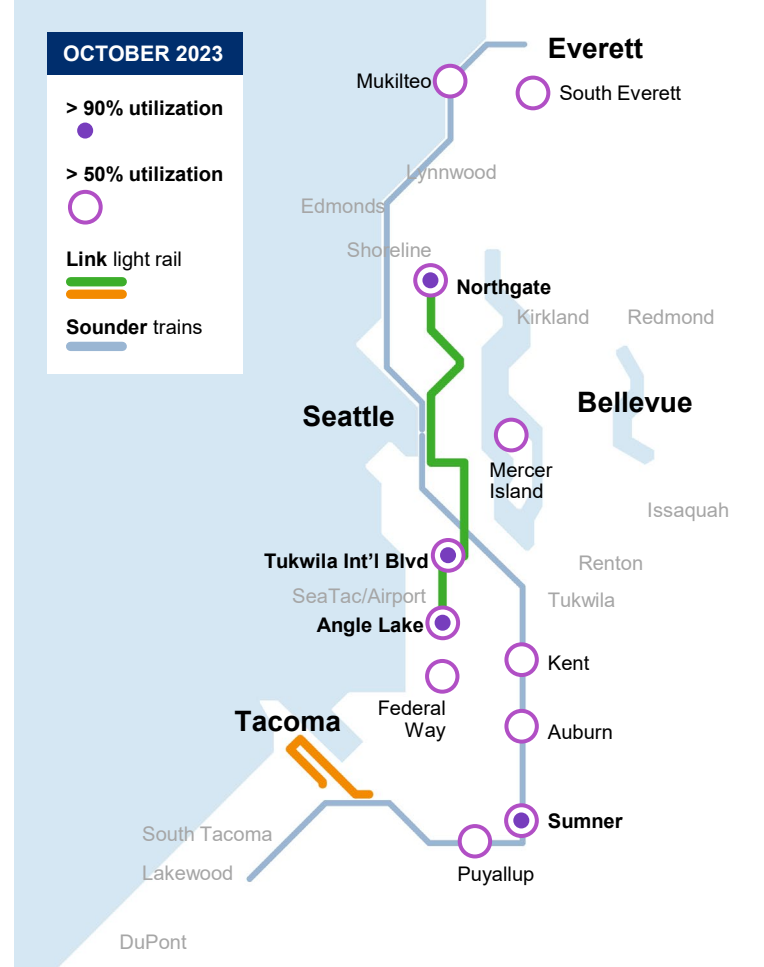 OCTOBER 2023
> 90% utilization
> 50% utilization
Link light rail
Sounder trains
Everett
Mukilteo
South Everett
Lynnwood
Edmonds
Shoreline
Northgate
Kirkland
Redmond
Seattle
Bellevue
Mercer
Island
Issaquah
Tukwila Int’l Blvd
Renton
SeaTac/Airport
Tukwila
Angle Lake
Kent
Federal
Way
Tacoma
Auburn
Sumner
South Tacoma
Lakewood
Puyallup
DuPont